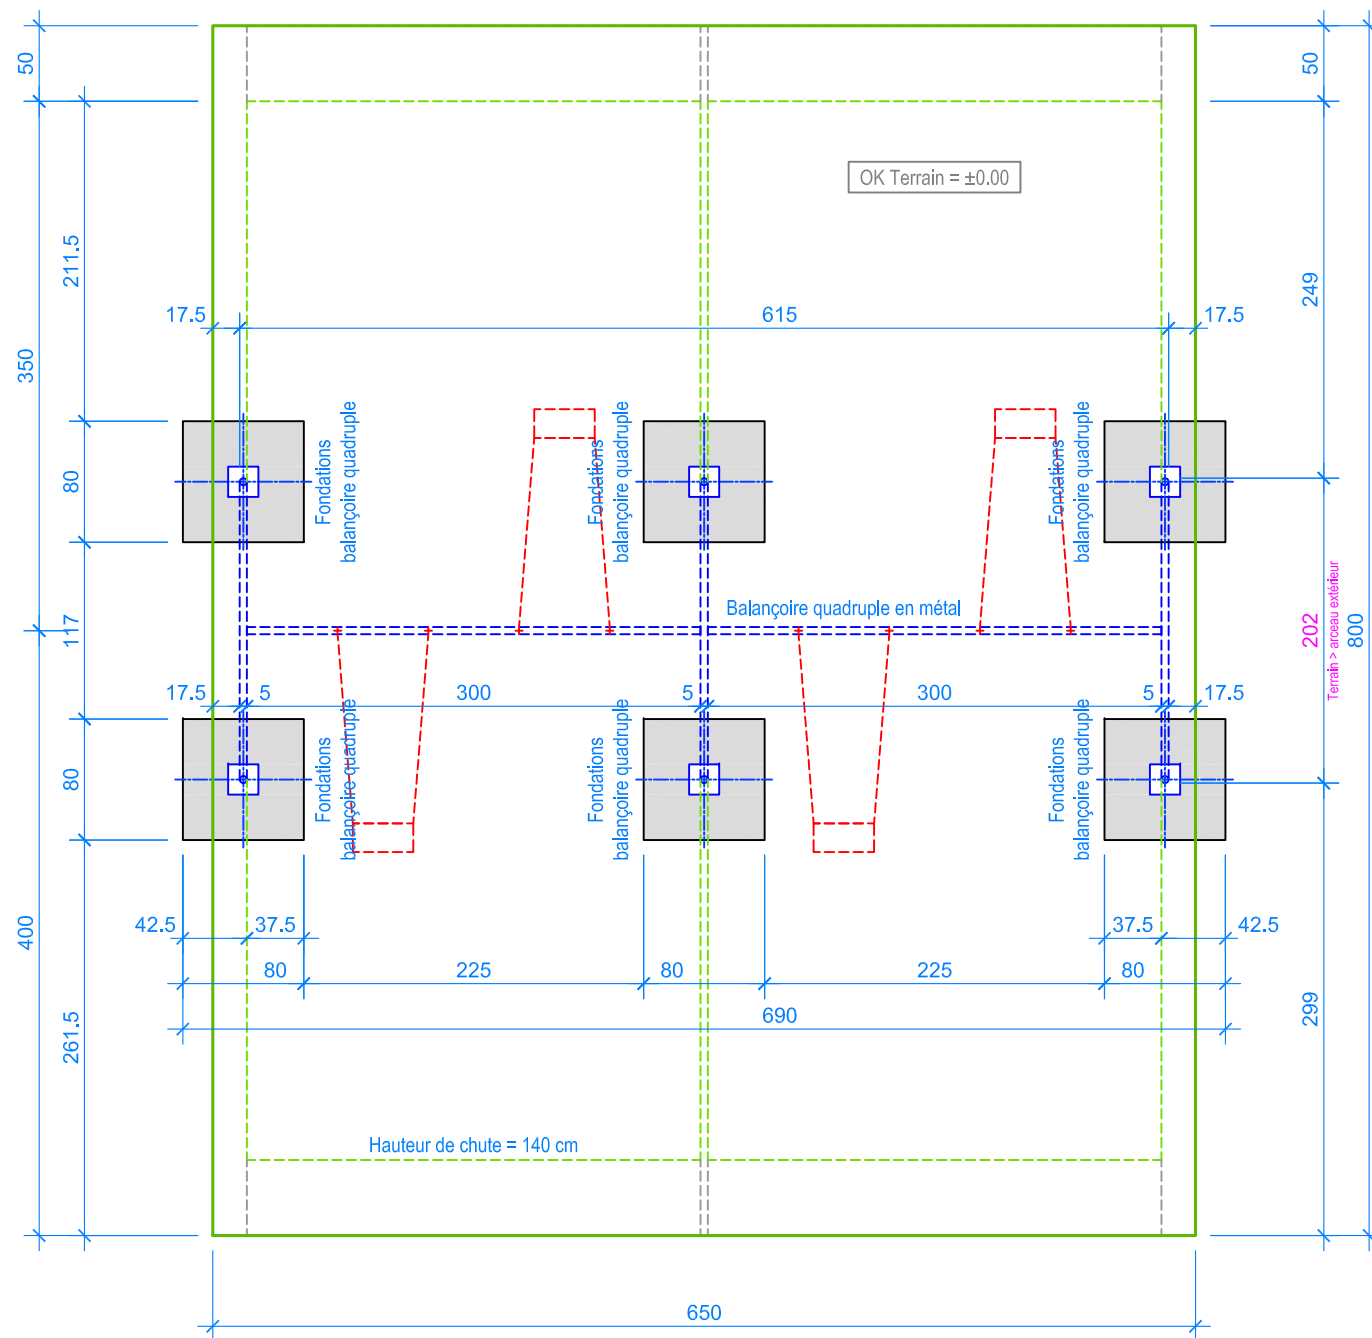 50
50
OK Terrain = ±0.00
211.5
249
17.5
615
17.5
350
Fondations
balançoire quadruple
Fondations
balançoire quadruple
Fondations
balançoire quadruple
80
Balançoire quadruple en métal
117
202
Terrain > arceau extérieur
800
17.5
5
300
5
300
5
17.5
Fondations
balançoire quadruple
Fondations
balançoire quadruple
Fondations
balançoire quadruple
80
400
42.5
37.5
37.5
42.5
80
225
80
225
80
690
299
261.5
Hauteur de chute = 140 cm
650